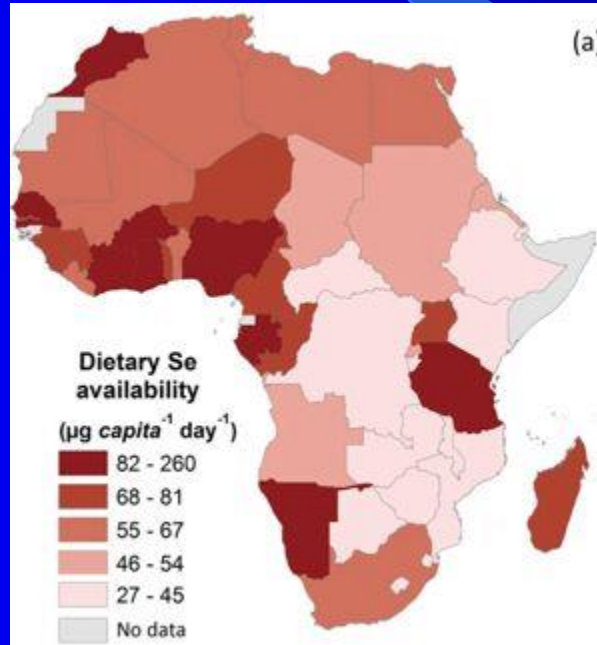 (a)
Dietary Se
availability
(µg capita⁻¹ day⁻¹)
82 - 260
68 - 81
55 - 67
46 - 54
27 - 45
No data